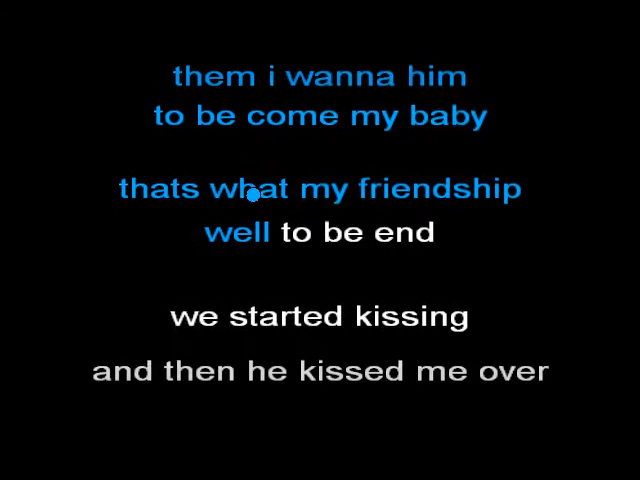 them i wanna him
to be come my baby
thats what my friendship
well to be end
we started kissing
and then he kissed me over